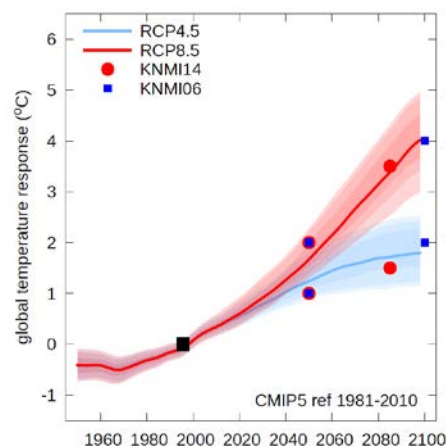 RCP4.5
RCP8.5
KNMI14
KNMI06
global temperature response (°C)
6
5
4
3
2
1
0
-1
CMIP5 ref 1981-2010
1960 1980 2000 2020 2040 2060 2080 2100